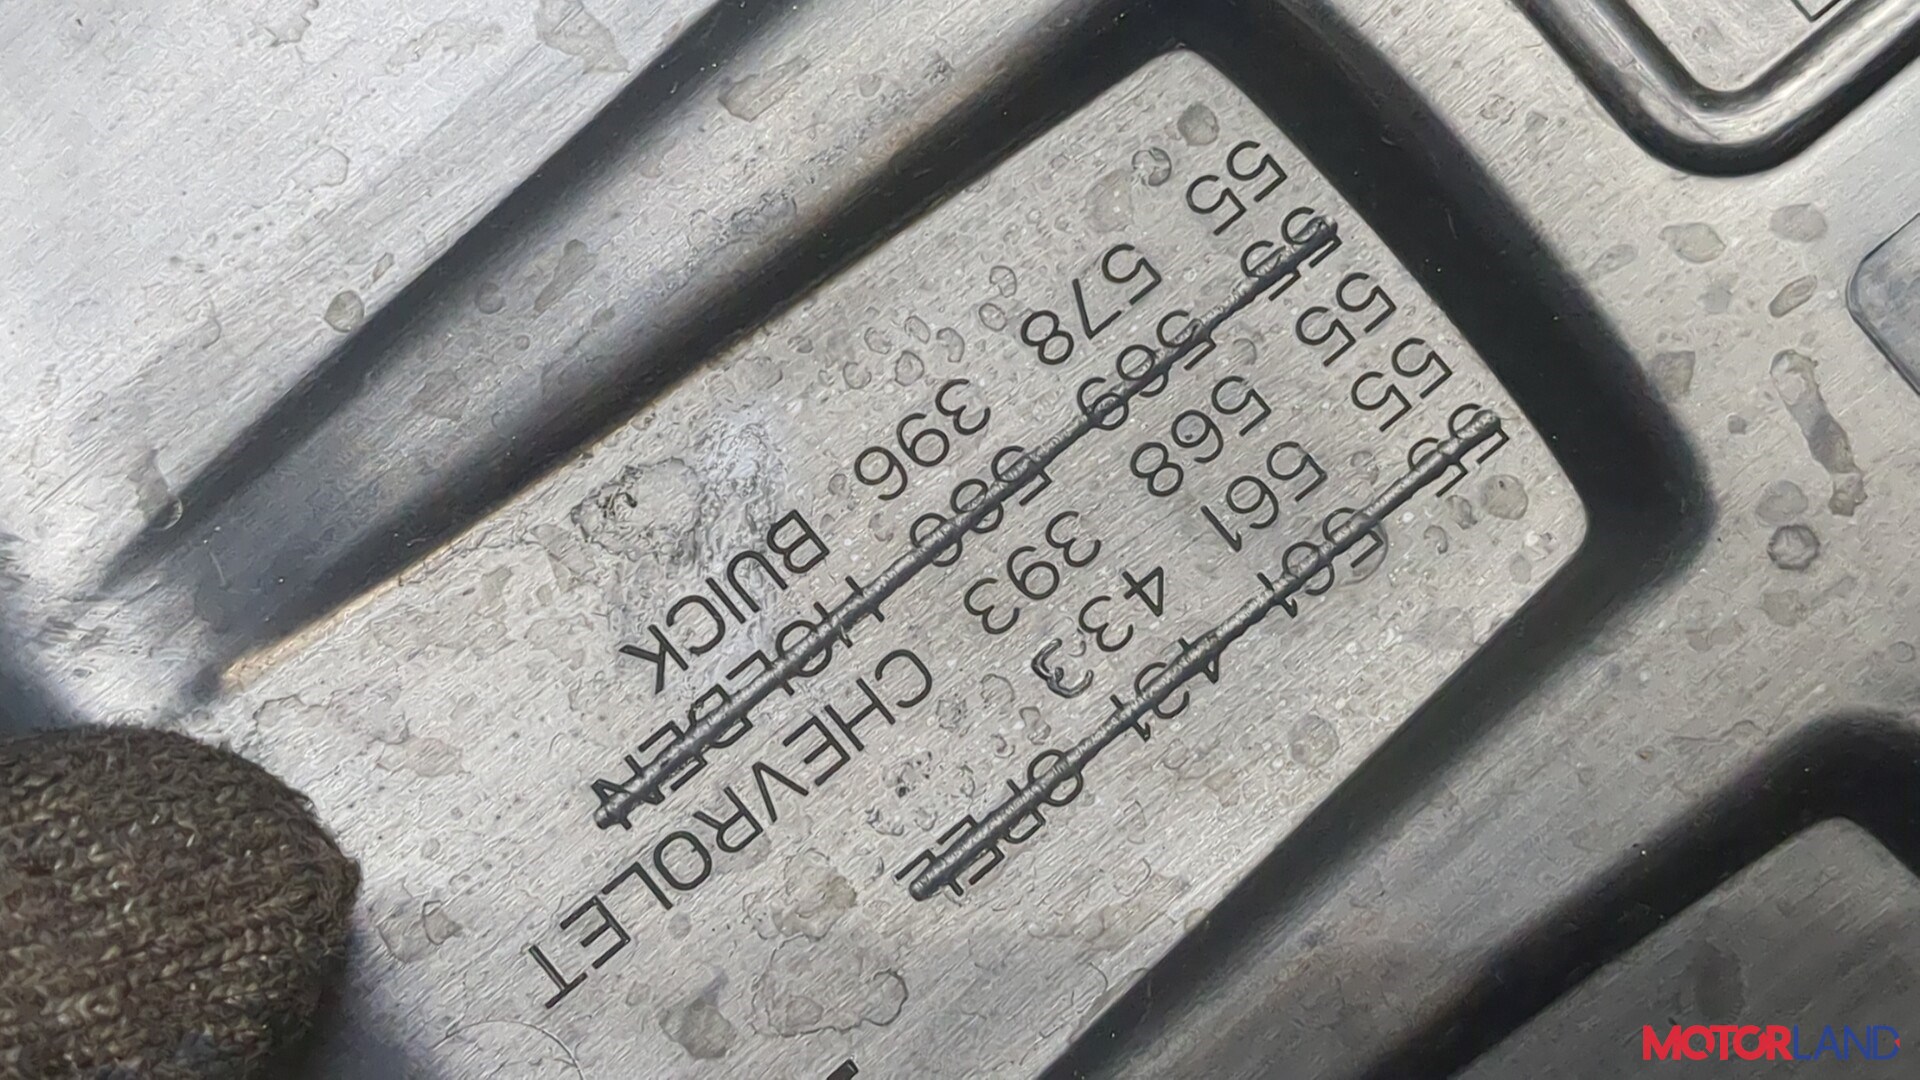 55 561 431 OPEL
55 561 433
55 568 393 CHEVROLET
55 569 HOLDEN
55 578 396 BUICK
MOTORLAND